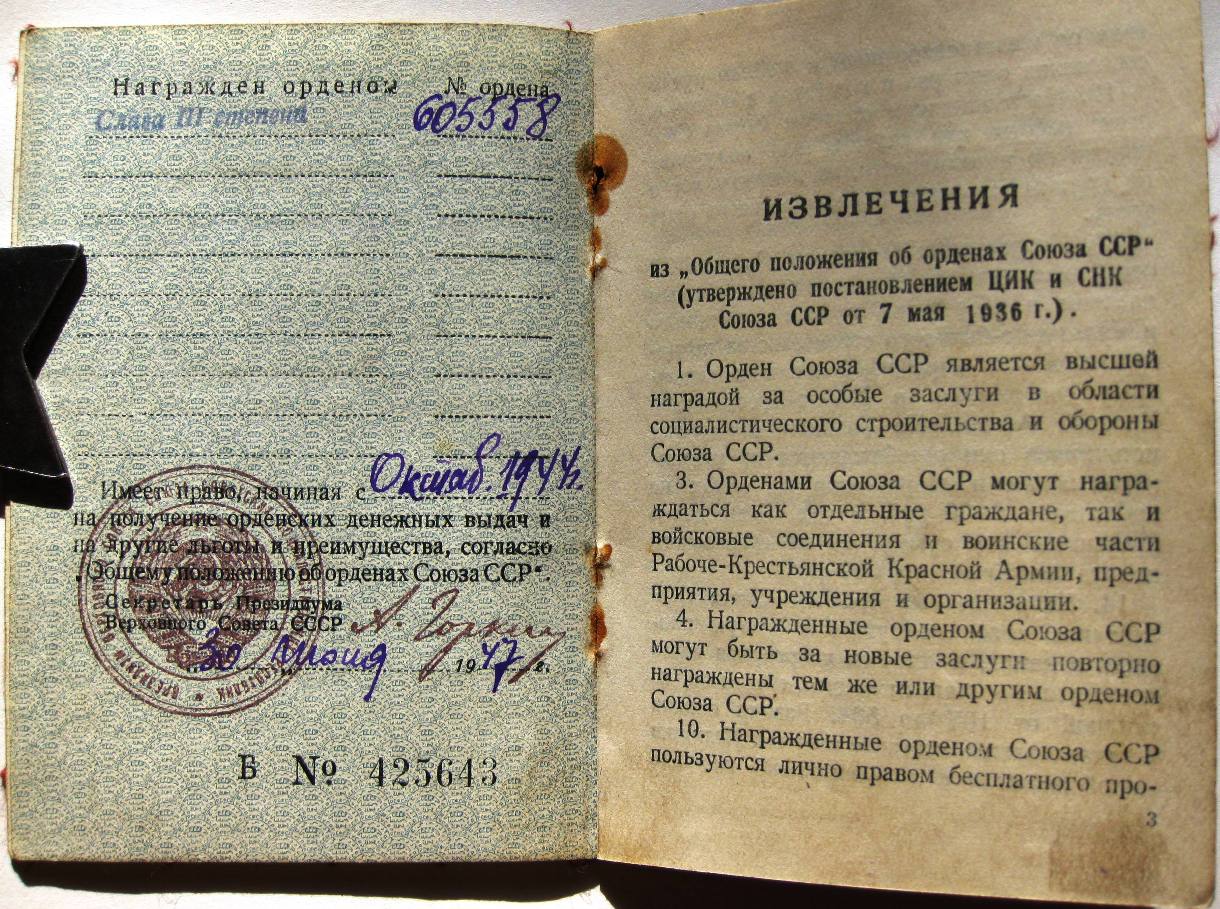 Награжден орденом № ордена
Слава III степени 605558
Имеет право, начиная с Октяб. 1944 г.
на получение орденских денежных выдач и
на другие льготы и преимущества, согласно
„Общему положению об орденах Союза ССР“.
Секретарь Президиума
Верховного Совета СССР А. Горкин
30 Июня 1947 г.
Б № 425643
ИЗВЛЕЧЕНИЯ
из „Общего положения об орденах Союза ССР“
(утверждено постановлением ЦИК и СНК
Союза ССР от 7 мая 1936 г.).
1. Орден Союза ССР является высшей
наградой за особые заслуги в области
социалистического строительства и обороны
Союза ССР.
3. Орденами Союза ССР могут награ-
ждаться как отдельные граждане, так и
войсковые соединения и воинские части
Рабоче-Крестьянской Красной Армии, пред-
приятия, учреждения и организации.
4. Награжденные орденом Союза ССР
могут быть за новые заслуги повторно
награждены тем же или другим орденом
Союза ССР.
10. Награжденные орденом Союза ССР
пользуются лично правом бесплатного про-
3